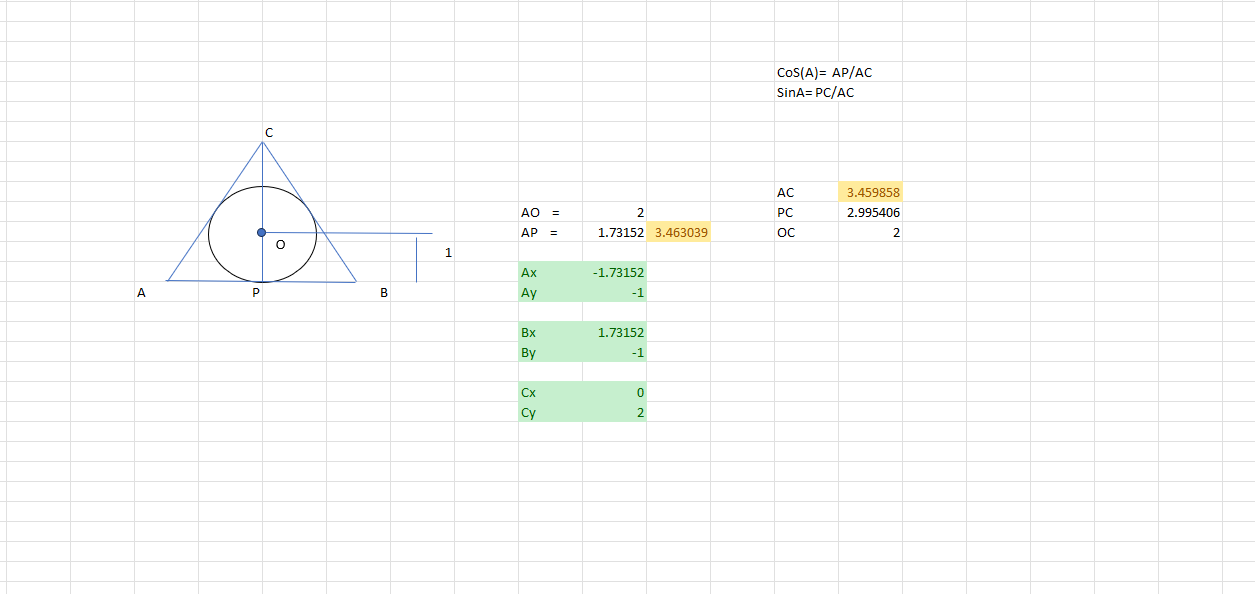 CoS(A)= AP/AC
SinA= PC/AC
C
AC 3.459858
AO = 2 PC 2.995406
AP = 1.73152 3.463039 OC 2
O
1
Ax -1.73152
A P B Ay -1
Bx 1.73152
By -1
Cx 0
Cy 2